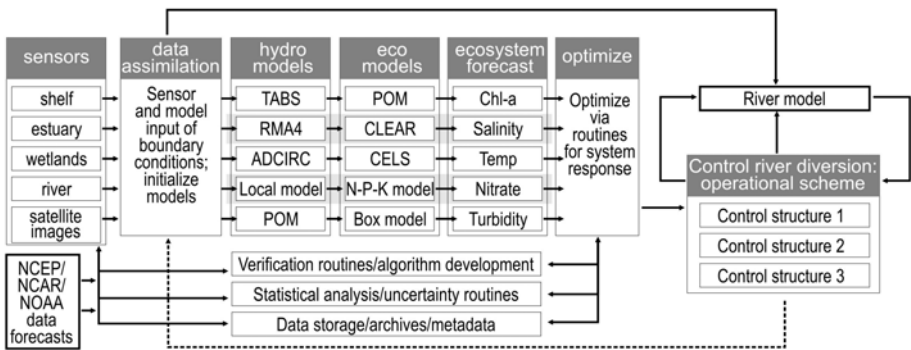 sensors
shelf
estuary
wetlands
river
satellite
images
NCEP/
NCAR/
NOAA
data
forecasts
data
assimilation
Sensor
and model
input of
boundary
conditions;
initialize
models
hydro
models
TABS
RMA4
ADCIRC
Local model
POM
eco
models
POM
CLEAR
CELS
N-P-K model
Box model
ecosystem
forecast
Chl-a
Salinity
Temp
Nitrate
Turbidity
optimize
Optimize
via
routines
for system
response
Verification routines/algorithm development
Statistical analysis/uncertainty routines
Data storage/archives/metadata
River model
Control river diversion:
operational scheme
Control structure 1
Control structure 2
Control structure 3